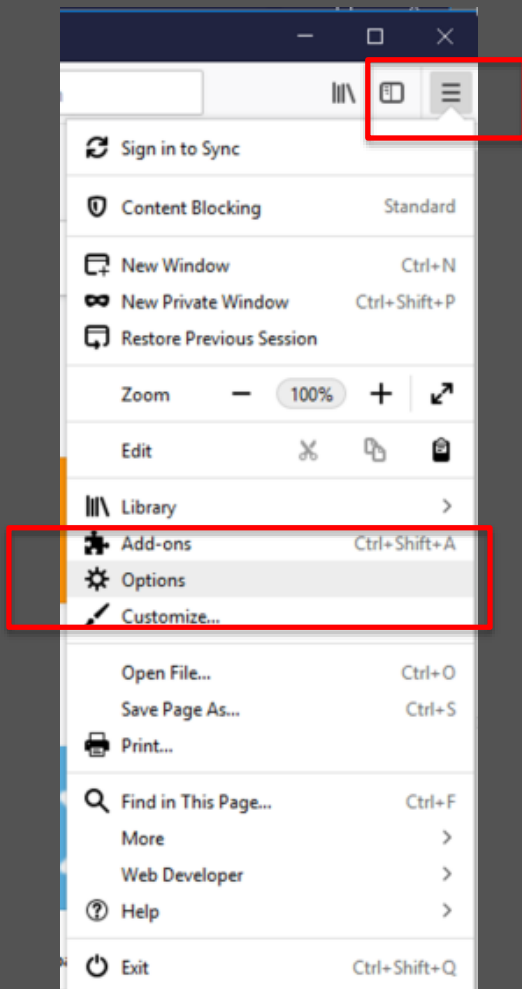 Sign in to Sync
Content Blocking Standard
New Window Ctrl+N
New Private Window Ctrl+Shift+P
Restore Previous Session
Zoom − 100% +
Edit
Library >
Add-ons Ctrl+Shift+A
Options
Customize...
Open File... Ctrl+O
Save Page As... Ctrl+S
Print...
Find in This Page... Ctrl+F
More >
Web Developer >
Help >
Exit Ctrl+Shift+Q